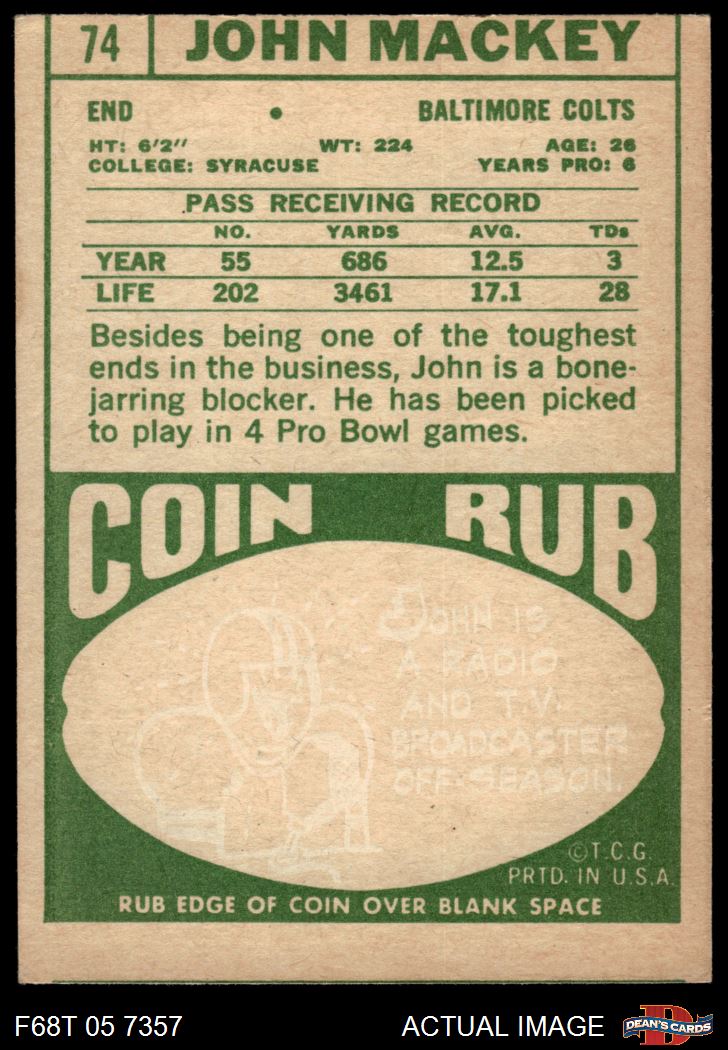 74 JOHN MACKEY
END • BALTIMORE COLTS
HT: 6'2" WT: 224 AGE: 26
COLLEGE: SYRACUSE YEARS PRO: 6
PASS RECEIVING RECORD
NO. YARDS AVG. TDs
YEAR 55 686 12.5 3
LIFE 202 3461 17.1 28
Besides being one of the toughest
ends in the business, John is a bone-
jarring blocker. He has been picked
to play in 4 Pro Bowl games.
COIN RUB
JOHN IS
A RADIO
AND T.V.
BROADCASTER
OFF-SEASON.
©T.C.G.
PRTD. IN U.S.A.
RUB EDGE OF COIN OVER BLANK SPACE
F68T 05 7357 ACTUAL IMAGE D DEAN'S CARDS